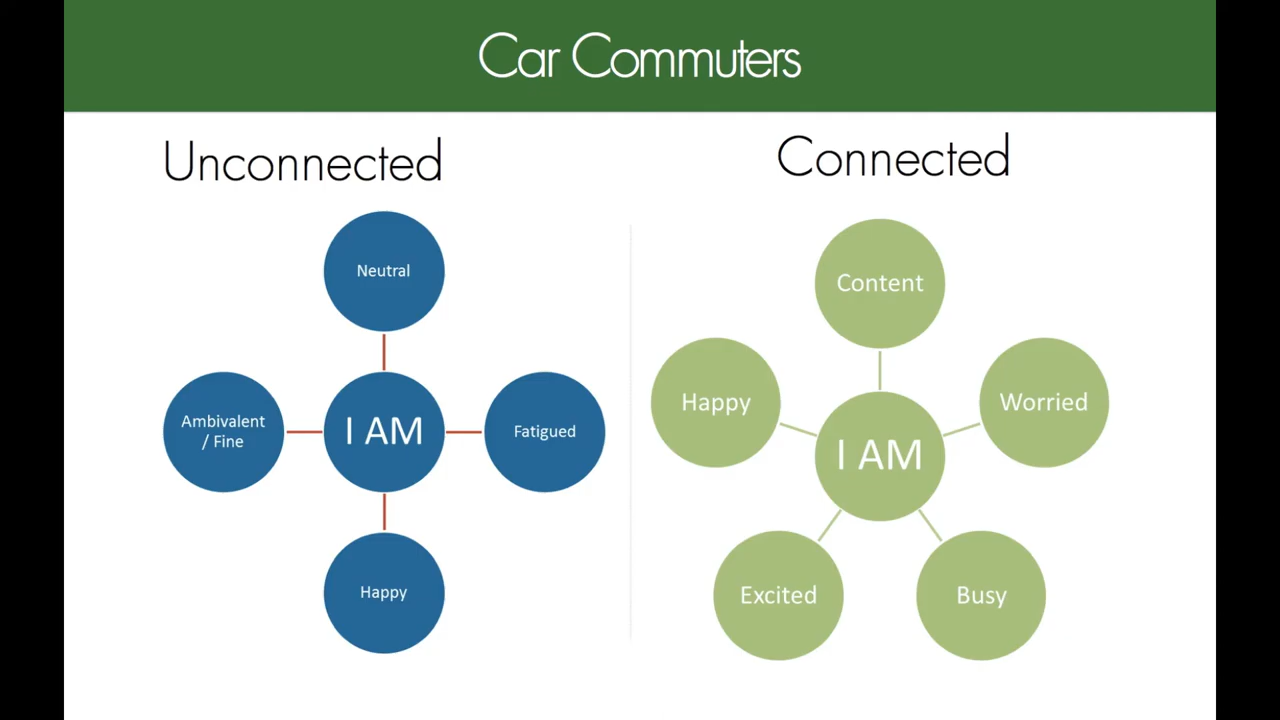 Car Commuters
Unconnected
Neutral
Ambivalent
/ Fine
I AM
Fatigued
Happy
Connected
Content
Happy
Worried
I AM
Excited
Busy